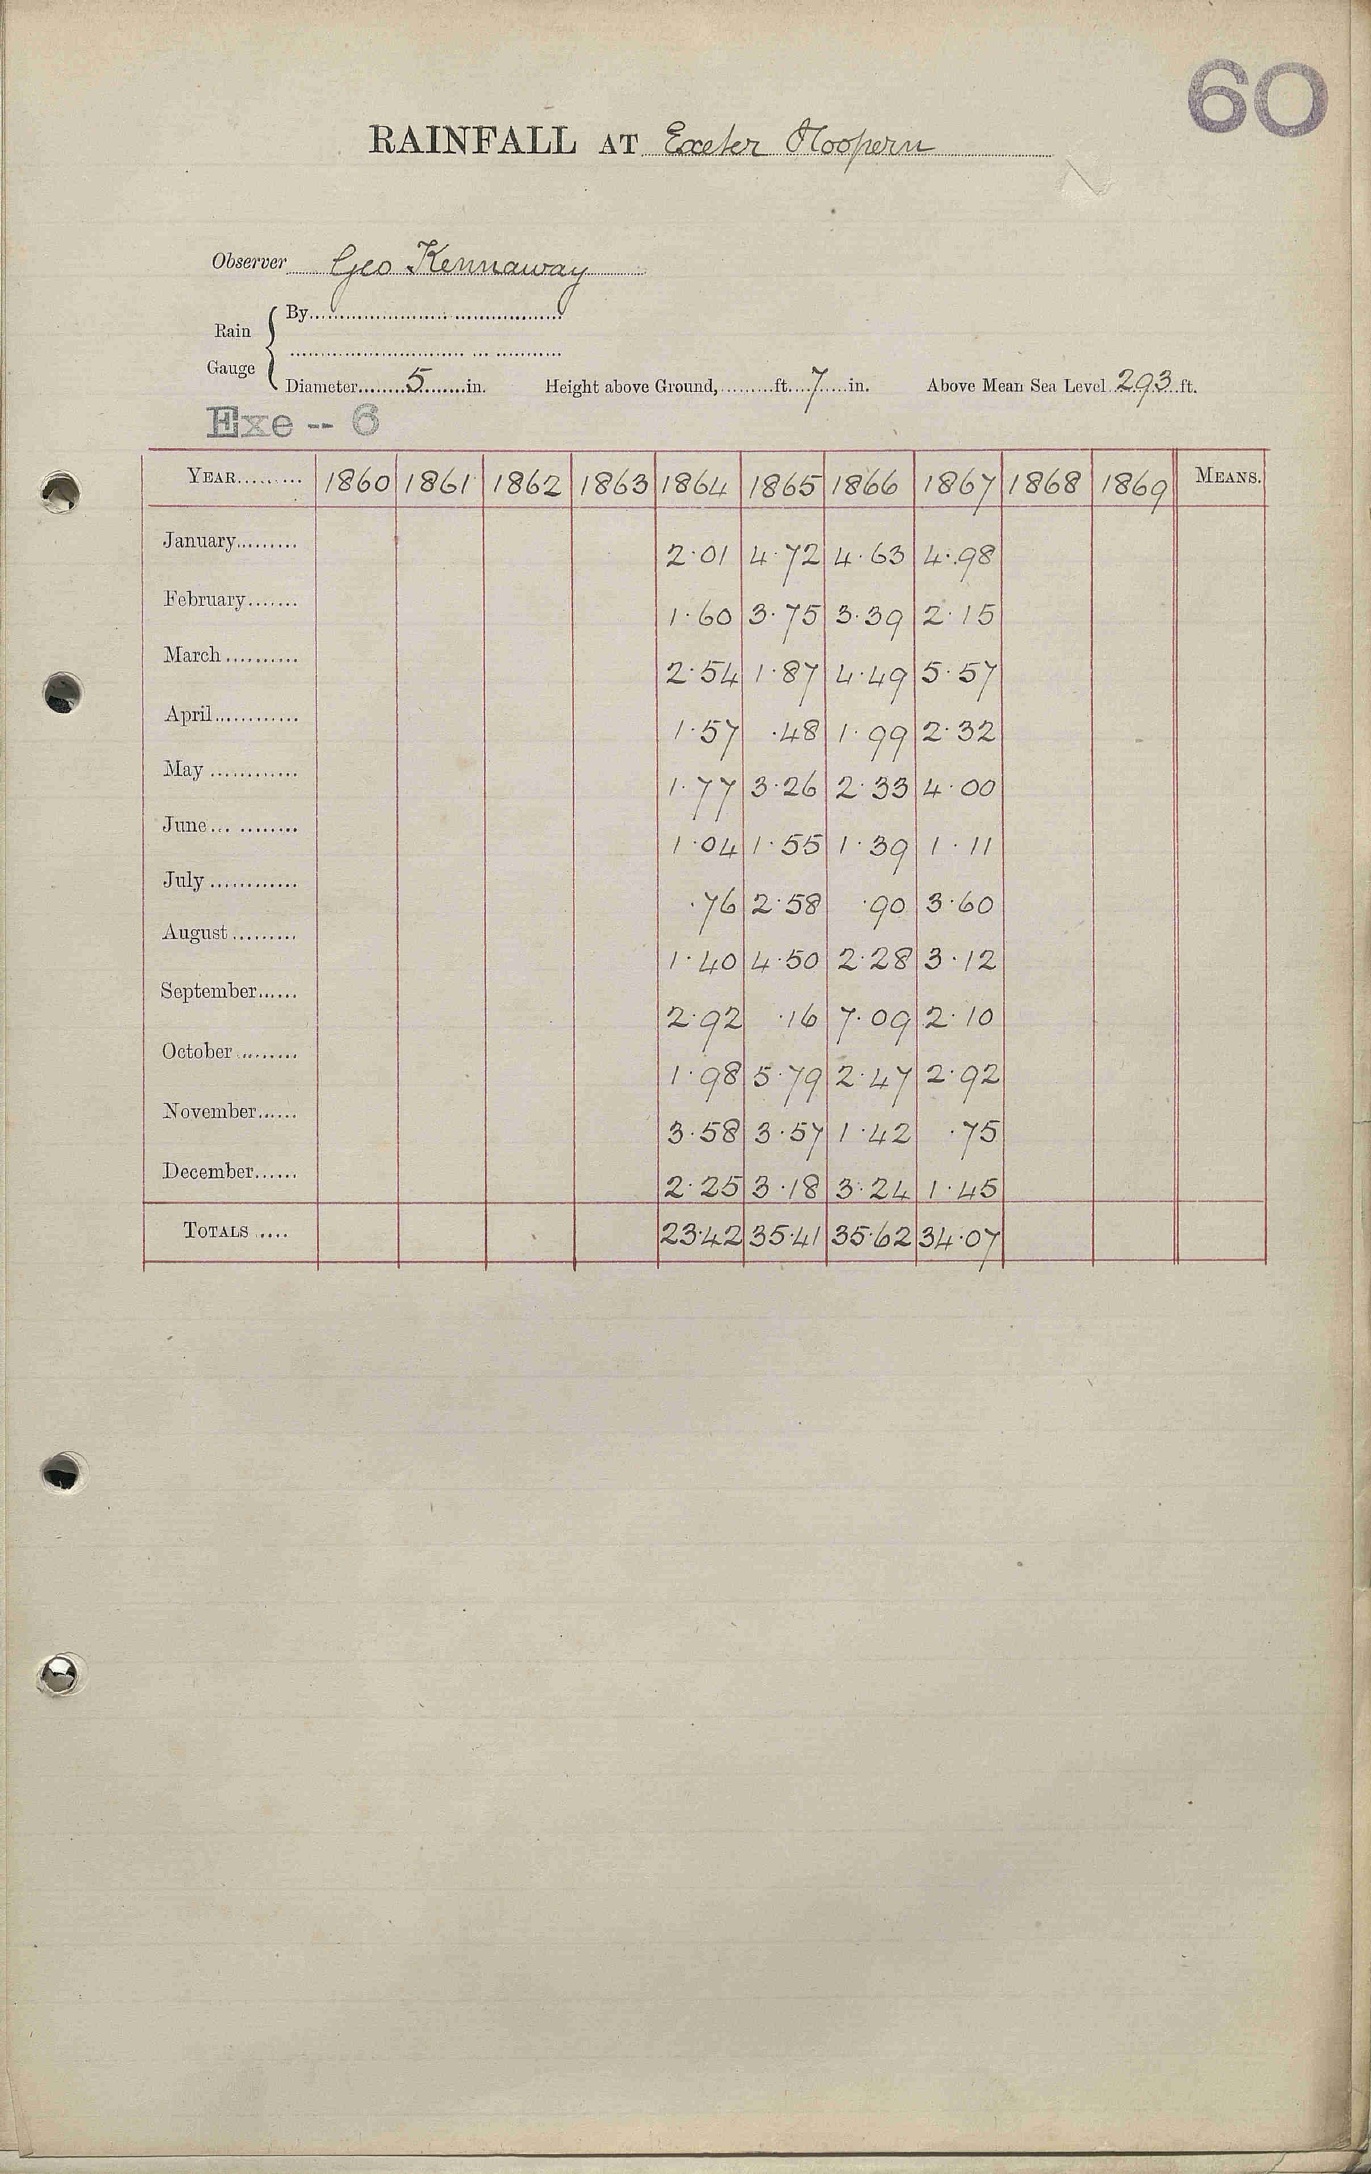 60
RAINFALL AT Exeter Hoopern
Observer Geo Kennaway
Rain Gauge
By
Diameter 5 in. Height above Ground, ft. 7 in. Above Mean Sea Level 293 ft.
Exe -- 6
YEAR 1860 1861 1862 1863 1864 1865 1866 1867 1868 1869 MEANS.
January 2.01 4.72 4.63 4.98
February 1.60 3.75 3.39 2.15
March 2.54 1.87 4.49 5.57
April 1.57 .48 1.99 2.32
May 1.77 3.26 2.33 4.00
June 1.04 1.55 1.39 1.11
July .76 2.58 .90 3.60
August 1.40 4.50 2.28 3.12
September 2.92 .16 7.09 2.10
October 1.98 5.79 2.47 2.92
November 3.58 3.57 1.42 .75
December 2.25 3.18 3.24 1.45
TOTALS 23.42 35.41 35.62 34.07